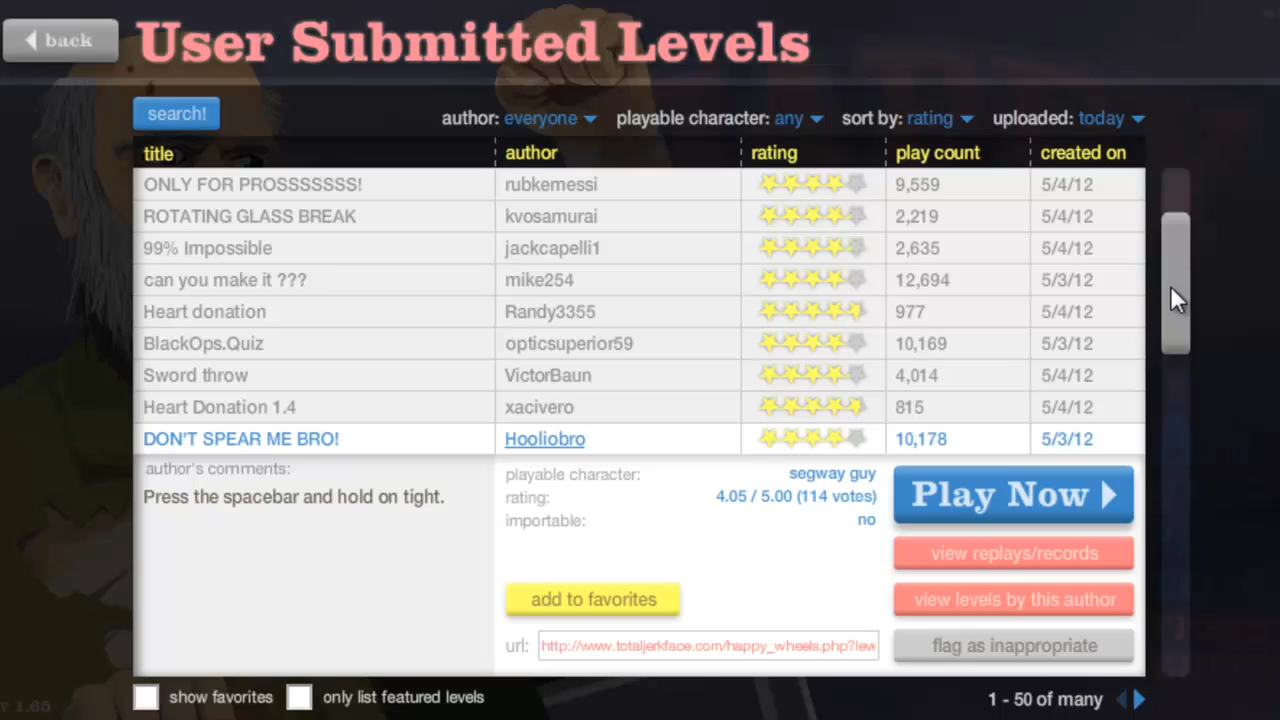 back
User Submitted Levels
search!
author: everyone playable character: any sort by: rating uploaded: today
title author rating play count created on
ONLY FOR PROSSSSSSS! rubkemessi 9,559 5/4/12
ROTATING GLASS BREAK kvosamurai 2,219 5/4/12
99% Impossible jackcapelli1 2,635 5/4/12
can you make it ??? mike254 12,694 5/3/12
Heart donation Randy3355 977 5/4/12
BlackOps.Quiz opticsuperior59 10,169 5/3/12
Sword throw VictorBaun 4,014 5/4/12
Heart Donation 1.4 xacivero 815 5/4/12
DON'T SPEAR ME BRO! Hooliobro 10,178 5/3/12
author's comments:
Press the spacebar and hold on tight.
playable character: segway guy
rating: 4.05 / 5.00 (114 votes)
importable: no
add to favorites
url: http://www.totaljerkface.com/happy_wheels.php?lev
Play Now
view replays/records
view levels by this author
flag as inappropriate
show favorites only list featured levels
1 - 50 of many
v 1.65